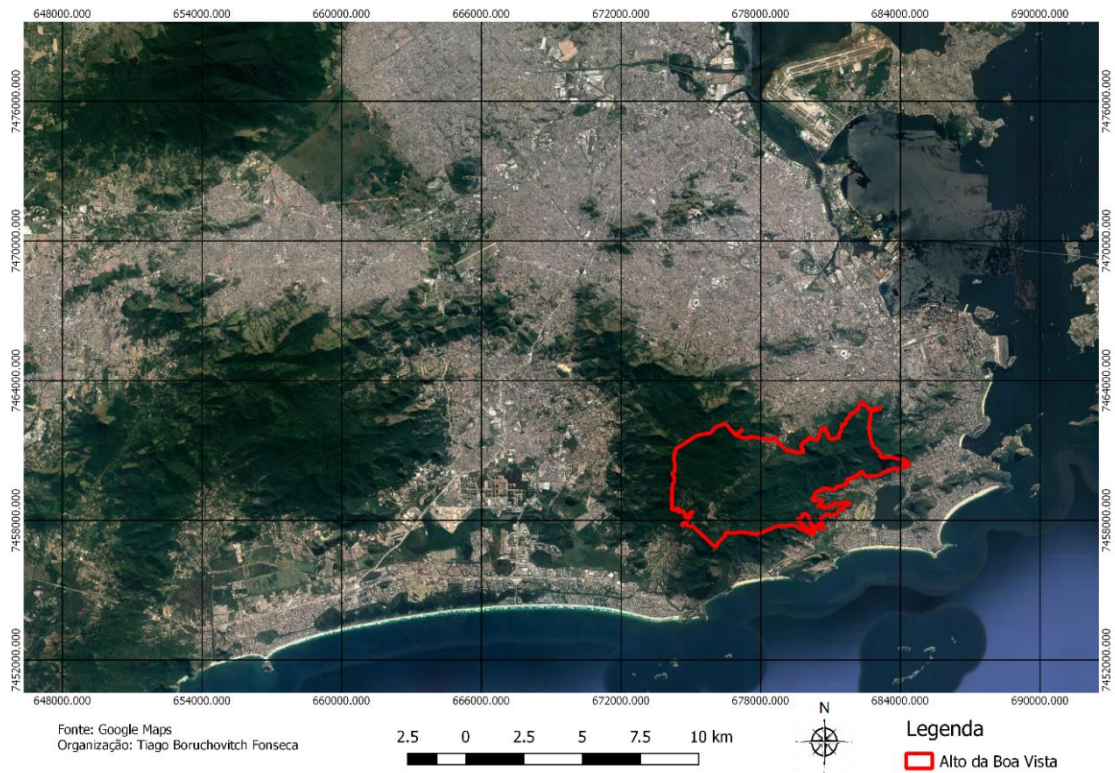 648000.000 654000.000 660000.000 666000.000 672000.000 678000.000 684000.000 690000.000
7476000.000 7476000.000
7470000.000 7470000.000
7464000.000 7464000.000
7458000.000 7458000.000
7452000.000 7452000.000
648000.000 654000.000 660000.000 666000.000 672000.000 678000.000 684000.000 690000.000
Fonte: Google Maps
Organização: Tiago Boruchovitch Fonseca
2.5 0 2.5 5 7.5 10 km
N
Legenda
Alto da Boa Vista